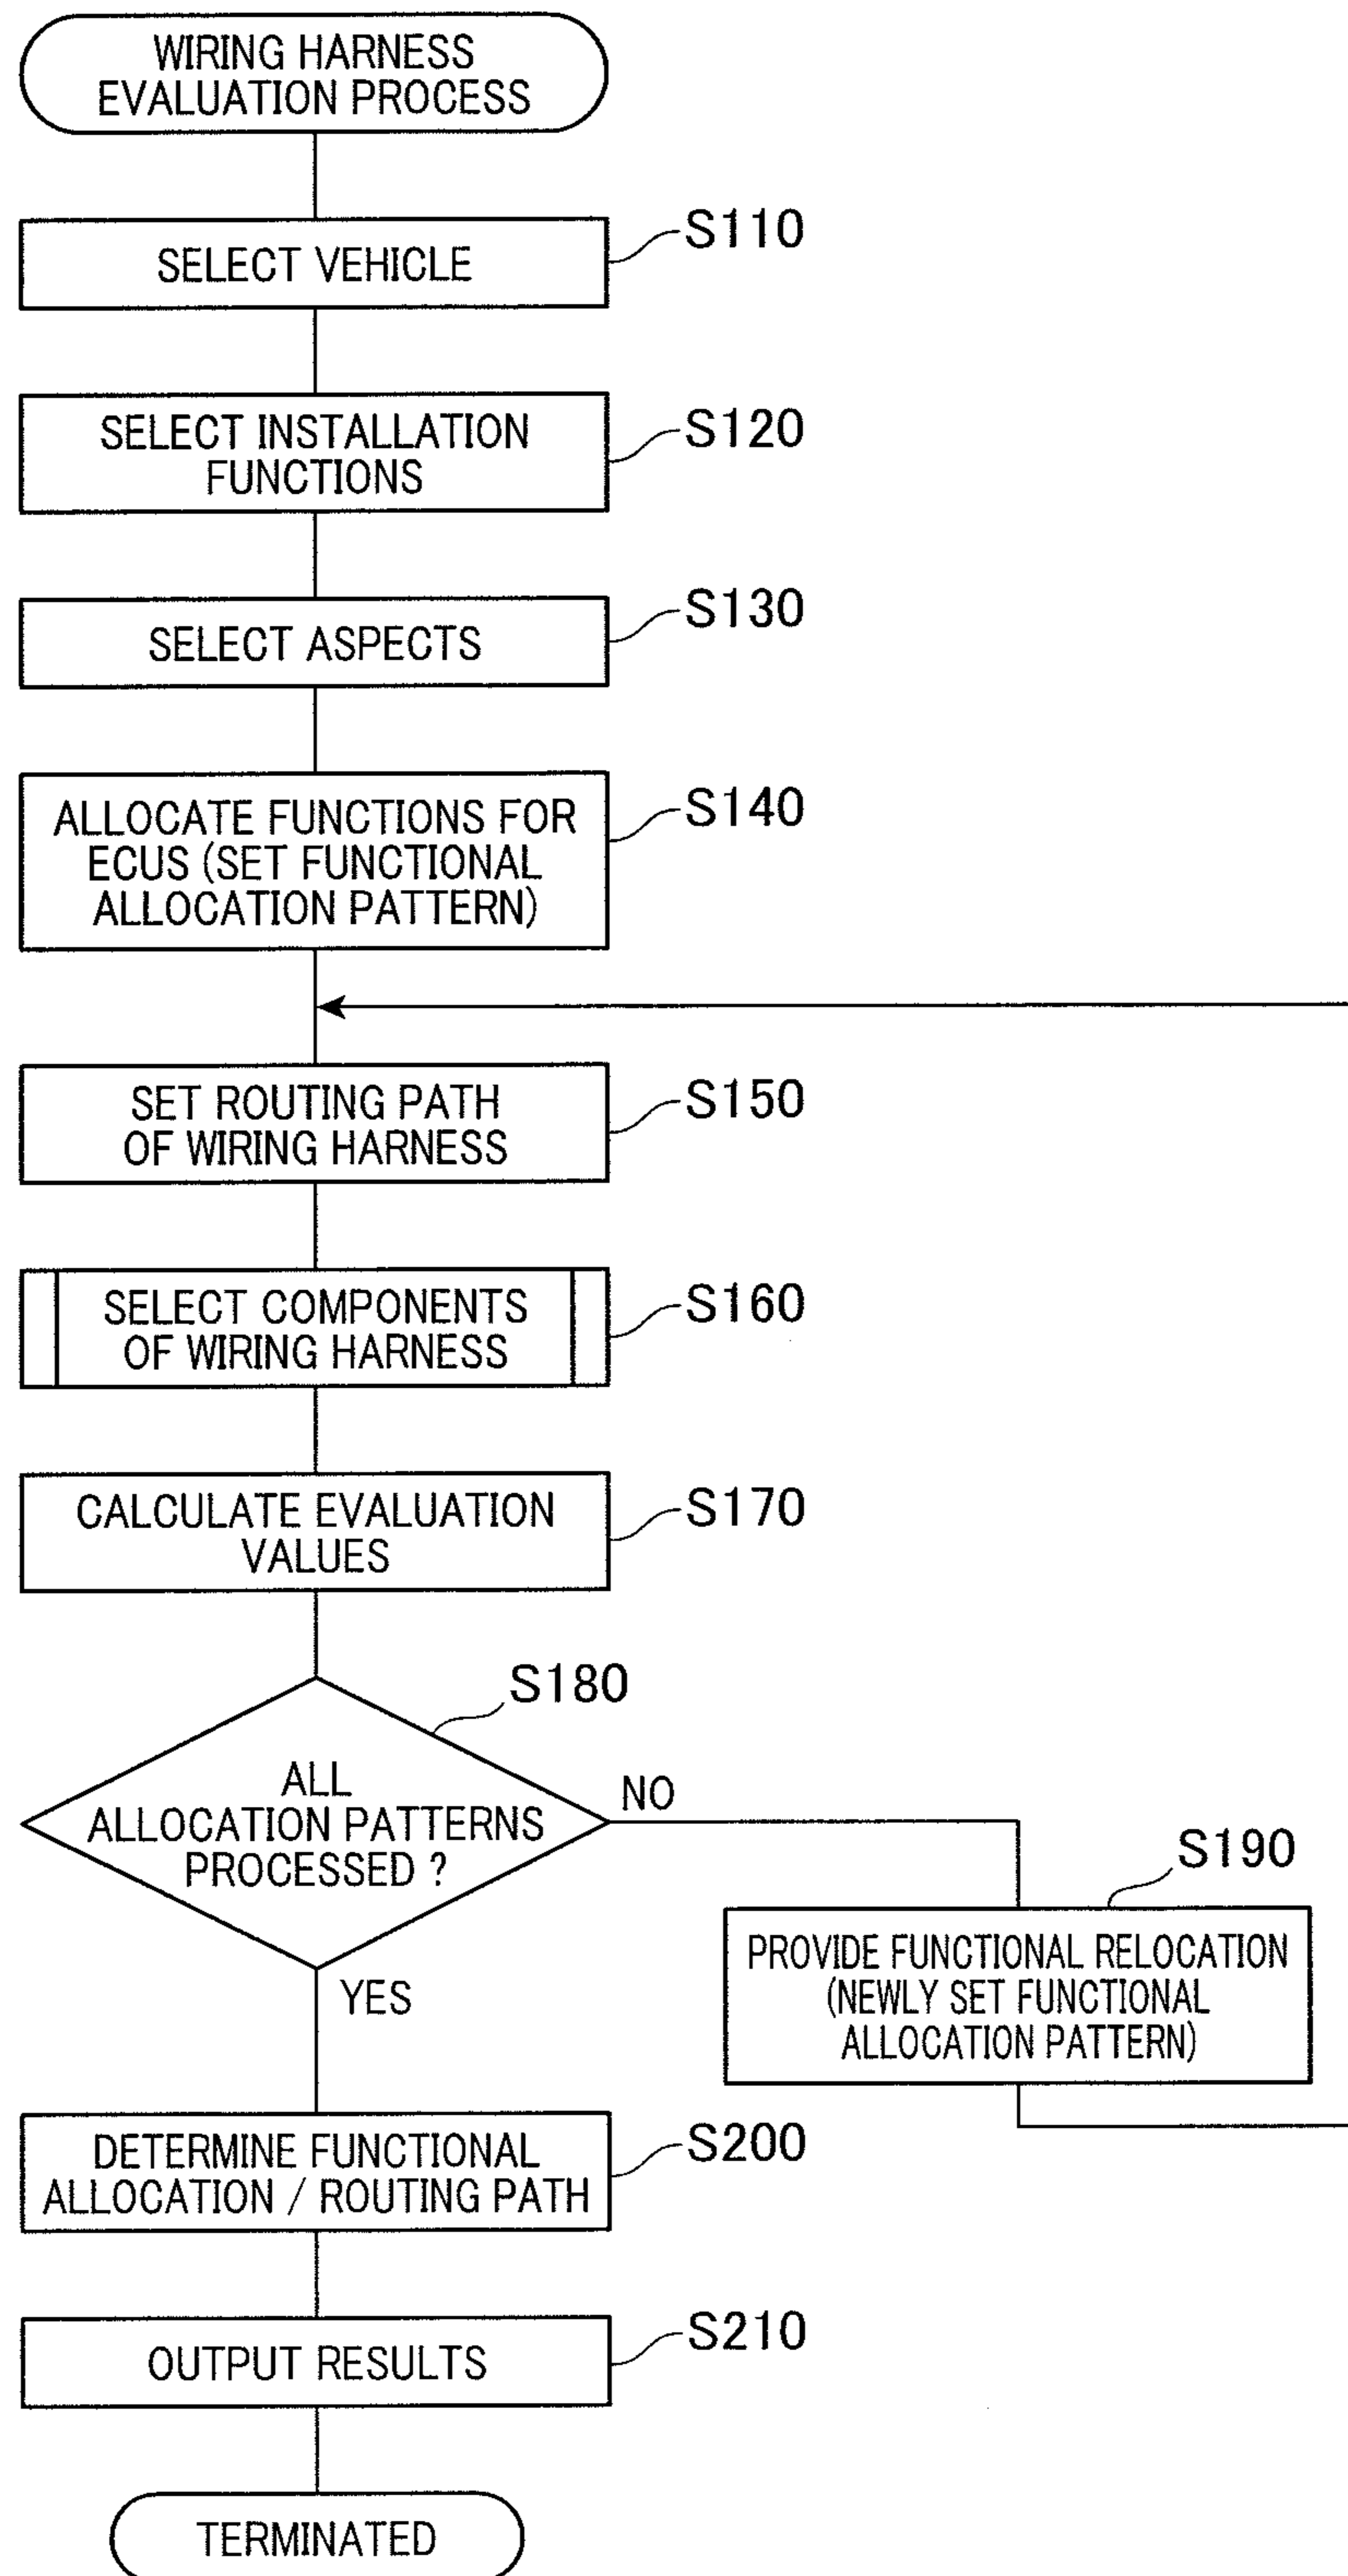 WIRING HARNESS
EVALUATION PROCESS
S110
SELECT VEHICLE
S120
SELECT INSTALLATION
FUNCTIONS
S130
SELECT ASPECTS
S140
ALLOCATE FUNCTIONS FOR
ECUS (SET FUNCTIONAL
ALLOCATION PATTERN)
S150
SET ROUTING PATH
OF WIRING HARNESS
S160
SELECT COMPONENTS
OF WIRING HARNESS
S170
CALCULATE EVALUATION
VALUES
S180
ALL
ALLOCATION PATTERNS
PROCESSED ?
NO
YES
S190
PROVIDE FUNCTIONAL RELOCATION
(NEWLY SET FUNCTIONAL
ALLOCATION PATTERN)
S200
DETERMINE FUNCTIONAL
ALLOCATION / ROUTING PATH
S210
OUTPUT RESULTS
TERMINATED